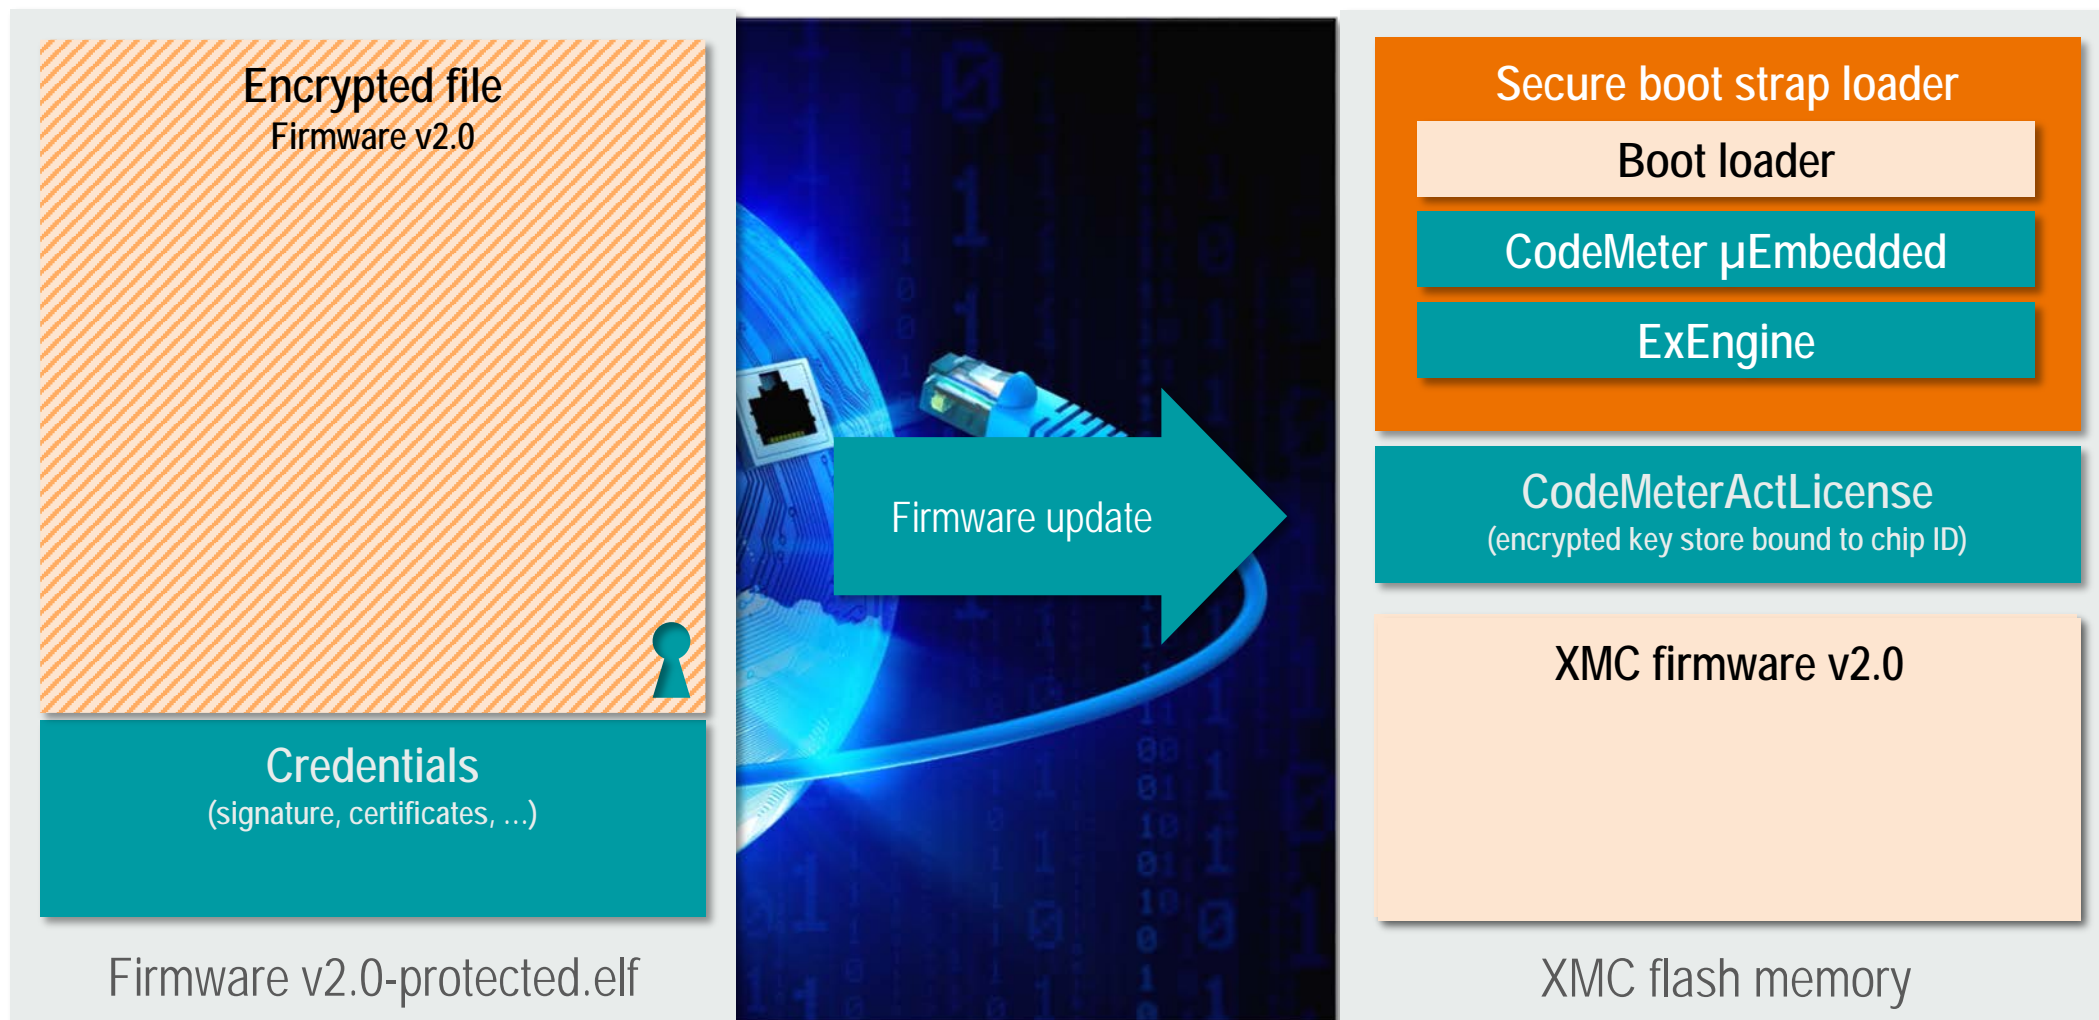 Encrypted file
Firmware v2.0
Credentials
(signature, certificates, ...)
Firmware v2.0-protected.elf
Firmware update
Secure boot strap loader
Boot loader
CodeMeter µEmbedded
ExEngine
CodeMeterActLicense
(encrypted key store bound to chip ID)
XMC firmware v2.0
XMC flash memory